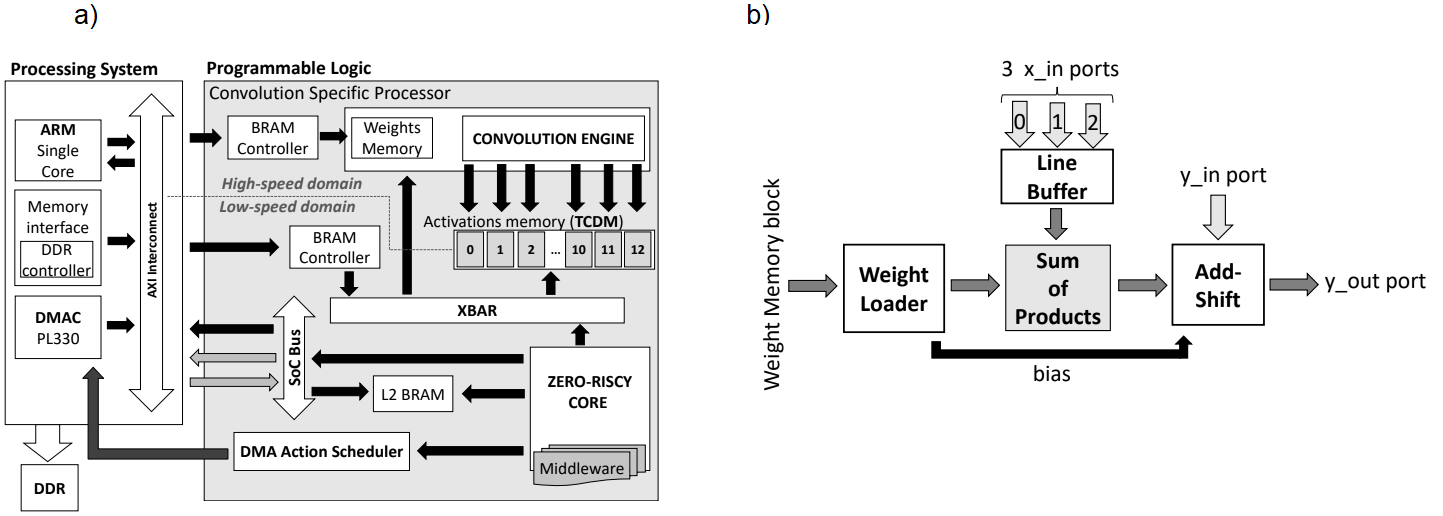 a)
Processing System
ARM
Single
Core
Memory
interface
DDR
controller
DMAC
PL330
AXI Interconnect
DDR
Programmable Logic
Convolution Specific Processor
BRAM
Controller
Weights
Memory
CONVOLUTION ENGINE
High-speed domain
Low-speed domain
Activations memory (TCDM)
0 1 2 ... 10 11 12
BRAM
Controller
XBAR
SoC Bus
L2 BRAM
ZERO-RISCY
CORE
Middleware
DMA Action Scheduler
b)
3 x_in ports
0 1 2
Line
Buffer
y_in port
Weight Memory block
Weight
Loader
Sum
of
Products
Add-
Shift
y_out port
bias